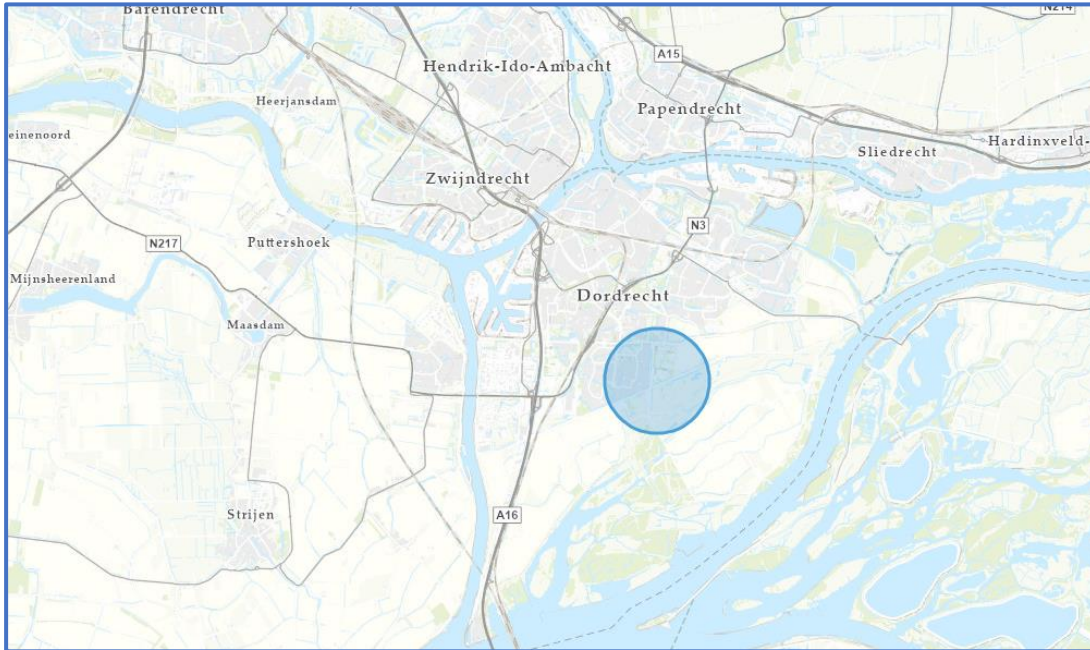 Barendrecht
N214
A15
Hendrik-Ido-Ambacht
Heerjansdam
Papendrecht
einenoord
Hardinxveld-
Sliedrecht
Zwijndrecht
N3
N217
Puttershoek
Mijnsheerenland
Dordrecht
Maasdam
Strijen
A16